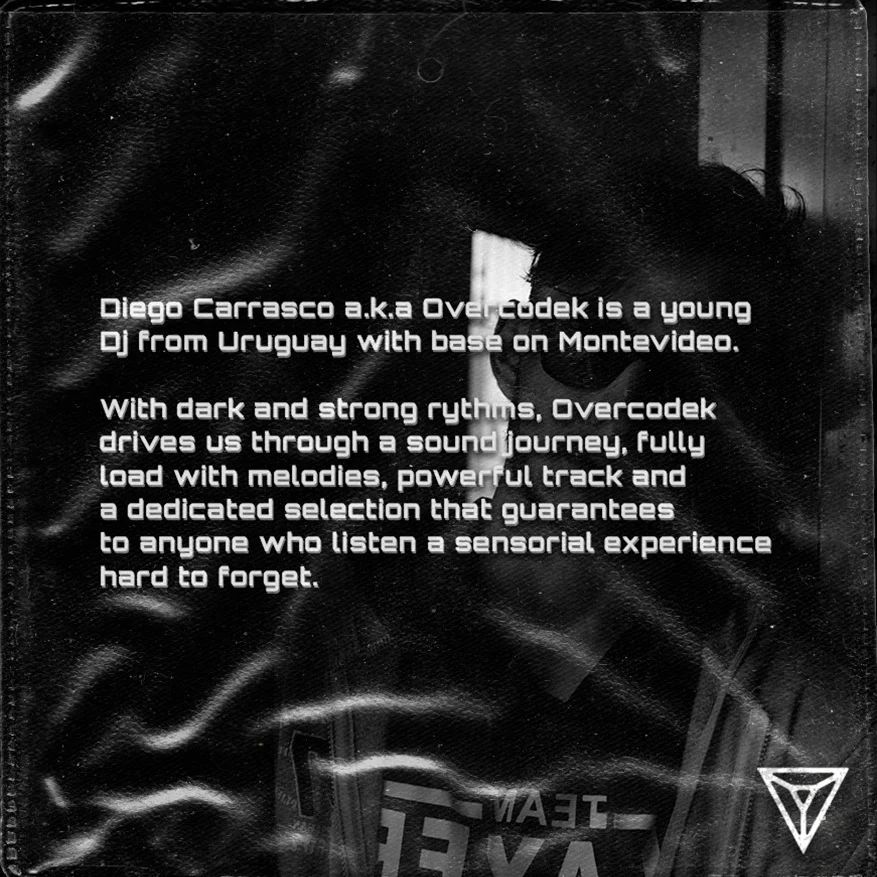 Diego Carrasco a.k.a Overcodek is a young
Dj from Uruguay with base on Montevideo.
With dark and strong rythms, Overcodek
drives us through a sound journey, fully
load with melodies, powerful track and
a dedicated selection that guarantees
to anyone who listen a sensorial experience
hard to forget.